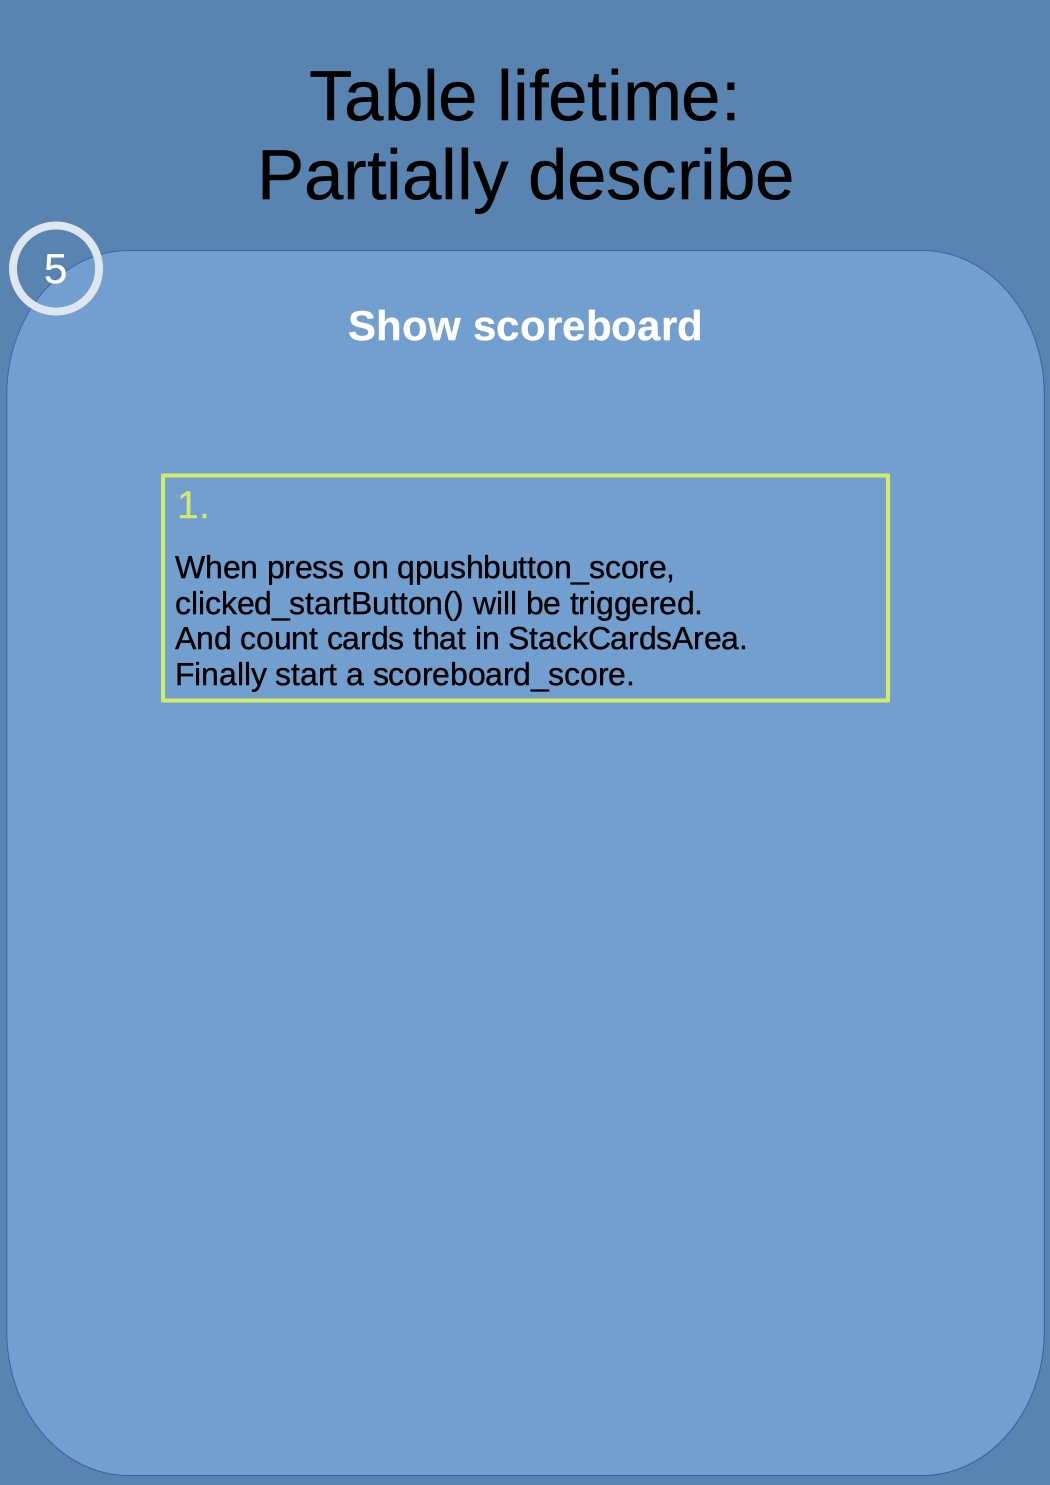 Table lifetime:
Partially describe
5
Show scoreboard
1.
When press on qpushbutton_score,
clicked_startButton() will be triggered.
And count cards that in StackCardsArea.
Finally start a scoreboard_score.